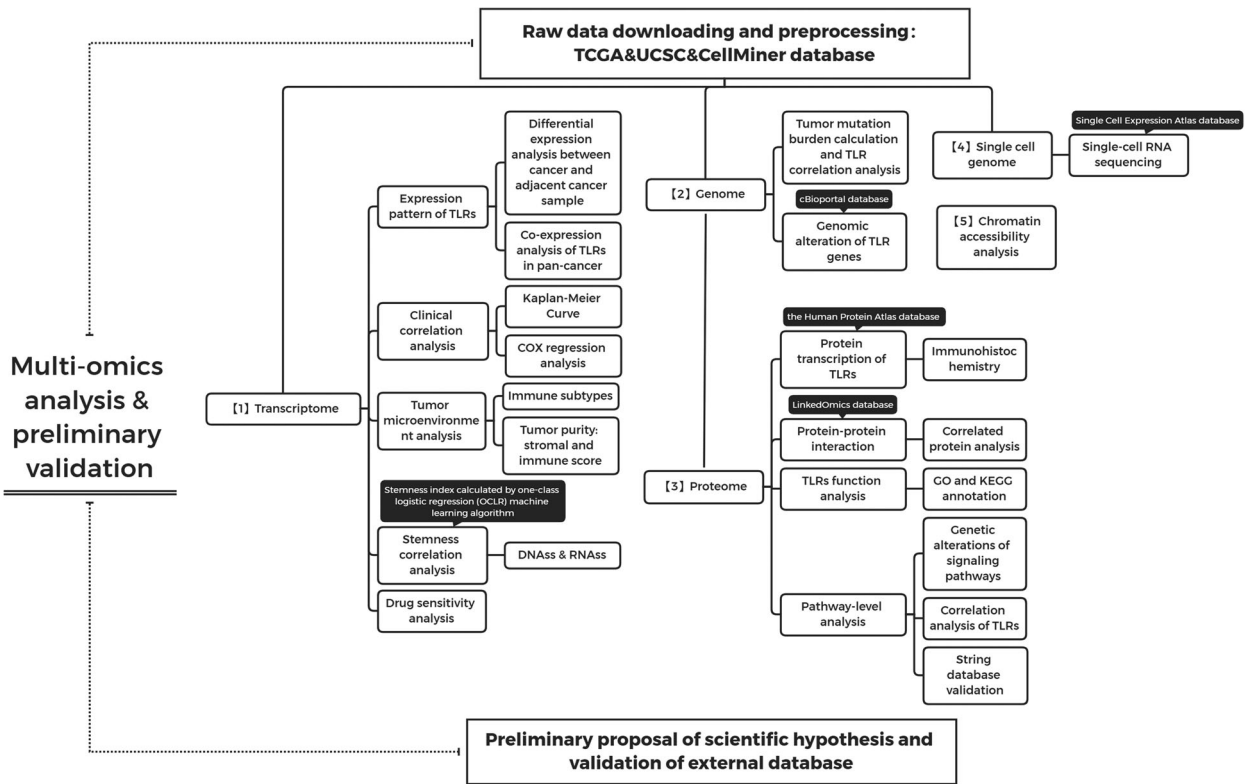 Raw data downloading and preprocessing:
TCGA&UCSC&CellMiner database
Multi-omics
analysis &
preliminary
validation
【1】Transcriptome
Expression
pattern of TLRs
Differential
expression
analysis between
cancer and
adjacent cancer
sample
Co-expression
analysis of TLRs
in pan-cancer
Clinical
correlation
analysis
Kaplan-Meier
Curve
COX regression
analysis
Tumor
microenvironme
nt analysis
Immune subtypes
Tumor purity:
stromal and
immune score
Stemness index calculated by one-class
logistic regression (OCLR) machine
learning algorithm
Stemness
correlation
analysis
DNAss & RNAss
Drug sensitivity
analysis
【2】Genome
Tumor mutation
burden calculation
and TLR
correlation analysis
cBioportal database
Genomic
alteration of TLR
genes
【3】Proteome
the Human Protein Atlas database
Protein
transcription of
TLRs
Immunohistoc
hemistry
LinkedOmics database
Protein-protein
interaction
Correlated
protein analysis
TLRs function
analysis
GO and KEGG
annotation
Pathway-level
analysis
Genetic
alterations of
signaling
pathways
Correlation
analysis of TLRs
String
database
validation
【4】Single cell
genome
Single Cell Expression Atlas database
Single-cell RNA
sequencing
【5】Chromatin
accessibility
analysis
Preliminary proposal of scientific hypothesis and
validation of external database